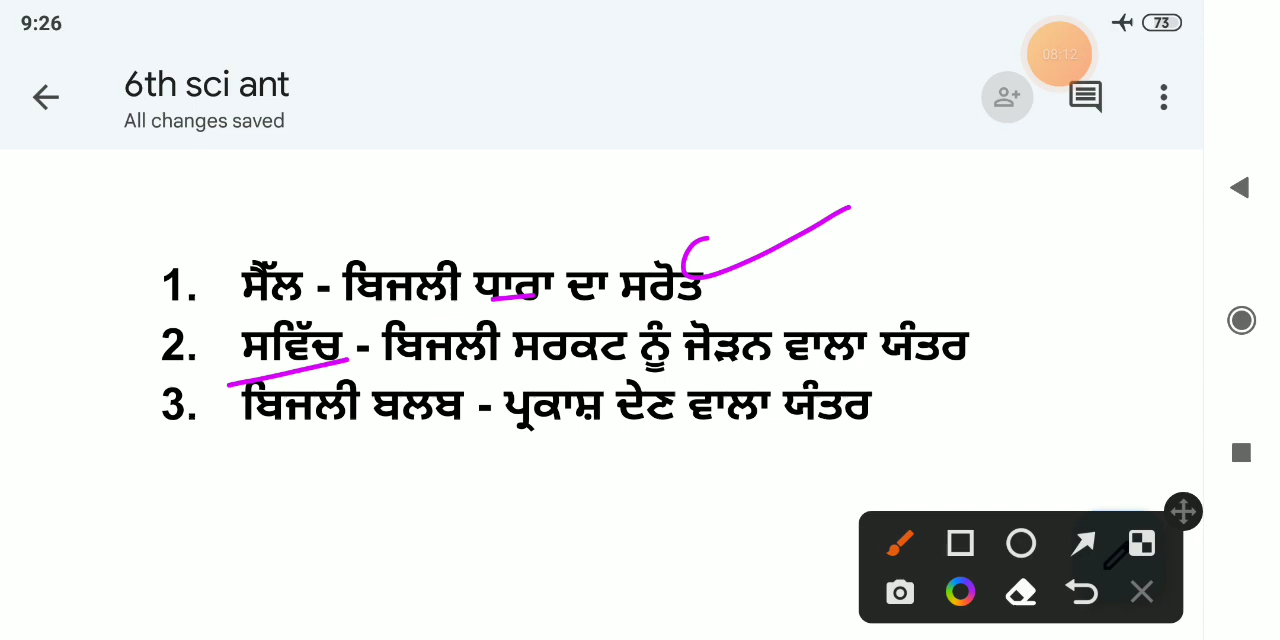 9:26
73
08:12
6th sci ant
All changes saved
1. ਸੈੱਲ - ਬਿਜਲੀ ਧਾਰਾ ਦਾ ਸਰੋਤ
2. ਸਵਿੱਚ - ਬਿਜਲੀ ਸਰਕਟ ਨੂੰ ਜੋੜਨ ਵਾਲਾ ਯੰਤਰ
3. ਬਿਜਲੀ ਬਲਬ - ਪ੍ਰਕਾਸ਼ ਦੇਣ ਵਾਲਾ ਯੰਤਰ